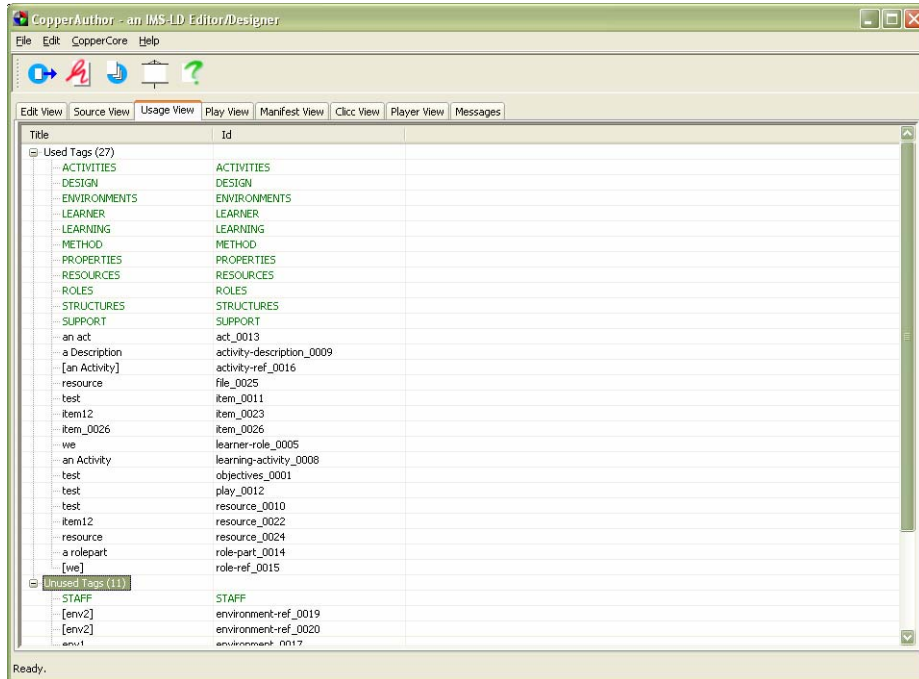 CopperAuthor - an IMS-LD Editor/Designer
File Edit CopperCore Help
Edit View Source View Usage View Play View Manifest View Clicc View Player View Messages
Title Id
Used Tags (27)
ACTIVITIES ACTIVITIES
DESIGN DESIGN
ENVIRONMENTS ENVIRONMENTS
LEARNER LEARNER
LEARNING LEARNING
METHOD METHOD
PROPERTIES PROPERTIES
RESOURCES RESOURCES
ROLES ROLES
STRUCTURES STRUCTURES
SUPPORT SUPPORT
an act act_0013
a Description activity-description_0009
[an Activity] activity-ref_0016
resource file_0025
test item_0011
item12 item_0023
item_0026 item_0026
we learner-role_0005
an Activity learning-activity_0008
test objectives_0001
test play_0012
test resource_0010
item12 resource_0022
resource resource_0024
a rolepart role-part_0014
[we] role-ref_0015
Unused Tags (11)
STAFF STAFF
[env2] environment-ref_0019
[env2] environment-ref_0020
env1 environment_0017
Ready.